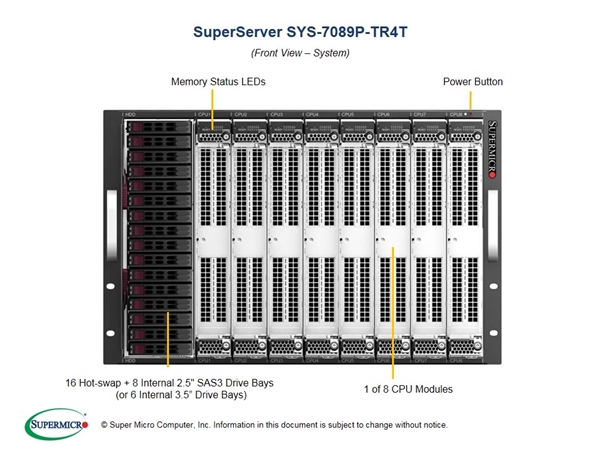 SuperServer SYS-7089P-TR4T
(Front View – System)
Memory Status LEDs
Power Button
HDD
CPU1 CPU2 CPU3 CPU4 CPU5 CPU6 CPU7 CPU8
SUPERMICRO
HDD
16 Hot-swap + 8 Internal 2.5" SAS3 Drive Bays
(or 6 Internal 3.5" Drive Bays)
1 of 8 CPU Modules
SUPERMICRO
© Super Micro Computer, Inc. Information in this document is subject to change without notice.